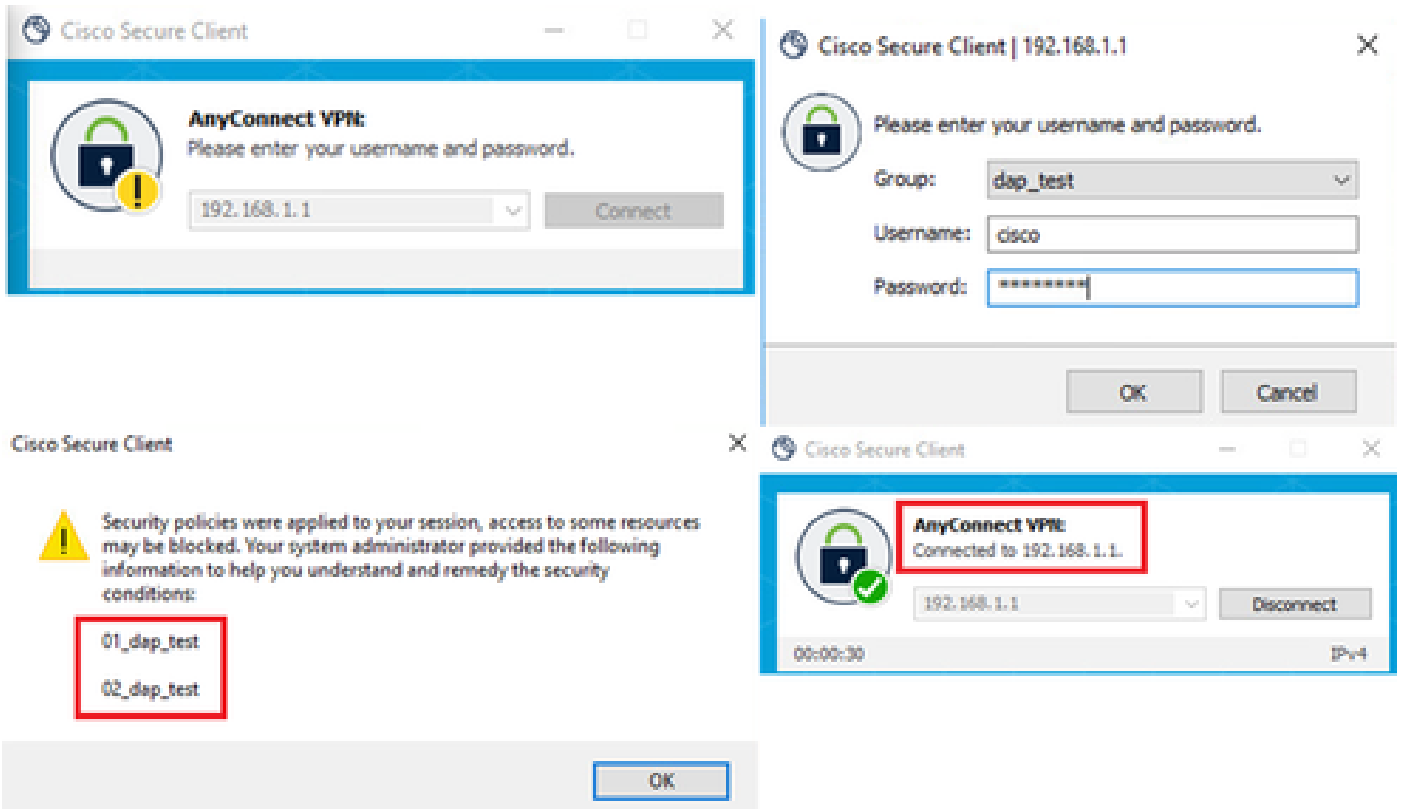 Cisco Secure Client
AnyConnect VPN:
Please enter your username and password.
192.168.1.1
Connect
Cisco Secure Client | 192.168.1.1
Please enter your username and password.
Group:
dap_test
Username:
cisco
Password:
********
OK
Cancel
Cisco Secure Client
Security policies were applied to your session, access to some resources
may be blocked. Your system administrator provided the following
information to help you understand and remedy the security
conditions:
01_dap_test
02_dap_test
OK
Cisco Secure Client
AnyConnect VPN:
Connected to 192.168.1.1.
192.168.1.1
Disconnect
00:00:30
IPv4